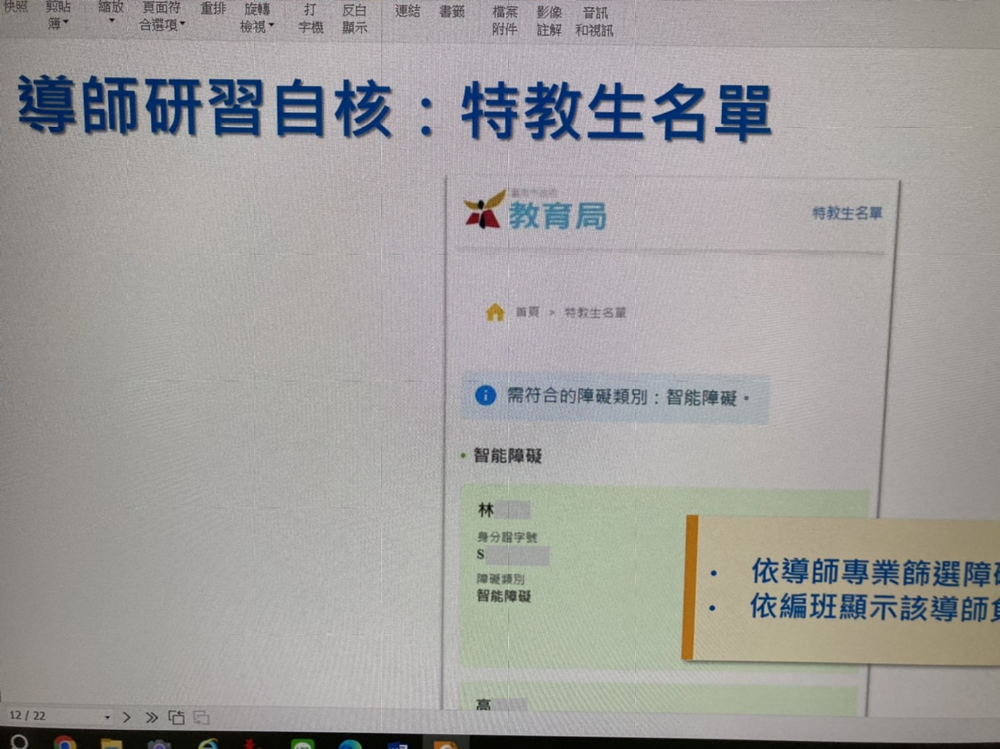 快照
剪貼
簿
縮放
頁面符
合選項
重排
旋轉
檢視
打
字機
反白
顯示
連結
書籤
檔案
附件
影像
註解
音訊
和視訊
導師研習自核：特教生名單
教育局
特教生名單
首頁 > 特教生名單
需符合的障礙類別：智能障礙。
• 智能障礙
林
身分證字號
S
障礙類別
智能障礙
• 依導師專業篩選障
• 依編班顯示該導師
高
12 / 22